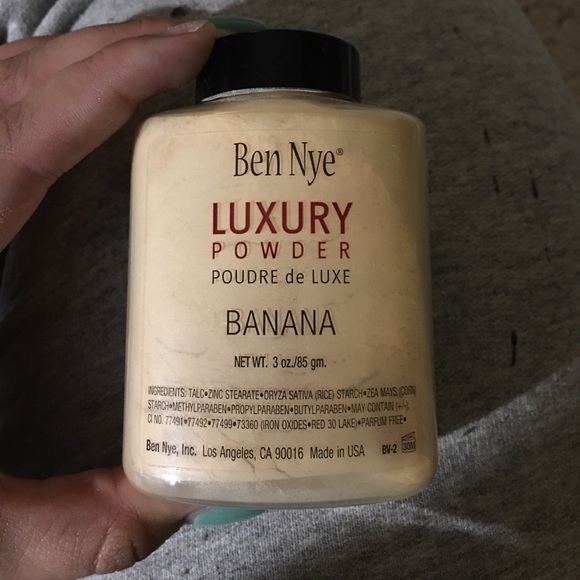 Ben Nye®
LUXURY
POWDER
POUDRE de LUXE
BANANA
NET WT. 3 oz./85 gm.
INGREDIENTS: TALC•ZINC STEARATE•ORYZA SATIVA (RICE) STARCH•ZEA MAYS (CORN)
STARCH•METHYLPARABEN•PROPYLPARABEN•BUTYLPARABEN•MAY CONTAIN (+/-):
CI NO. 77491•77492•77499•73360 (IRON OXIDES•RED 30 LAKE)•PARFUM FREE•
Ben Nye, Inc. Los Angeles, CA 90016 Made in USA BV-2 30M